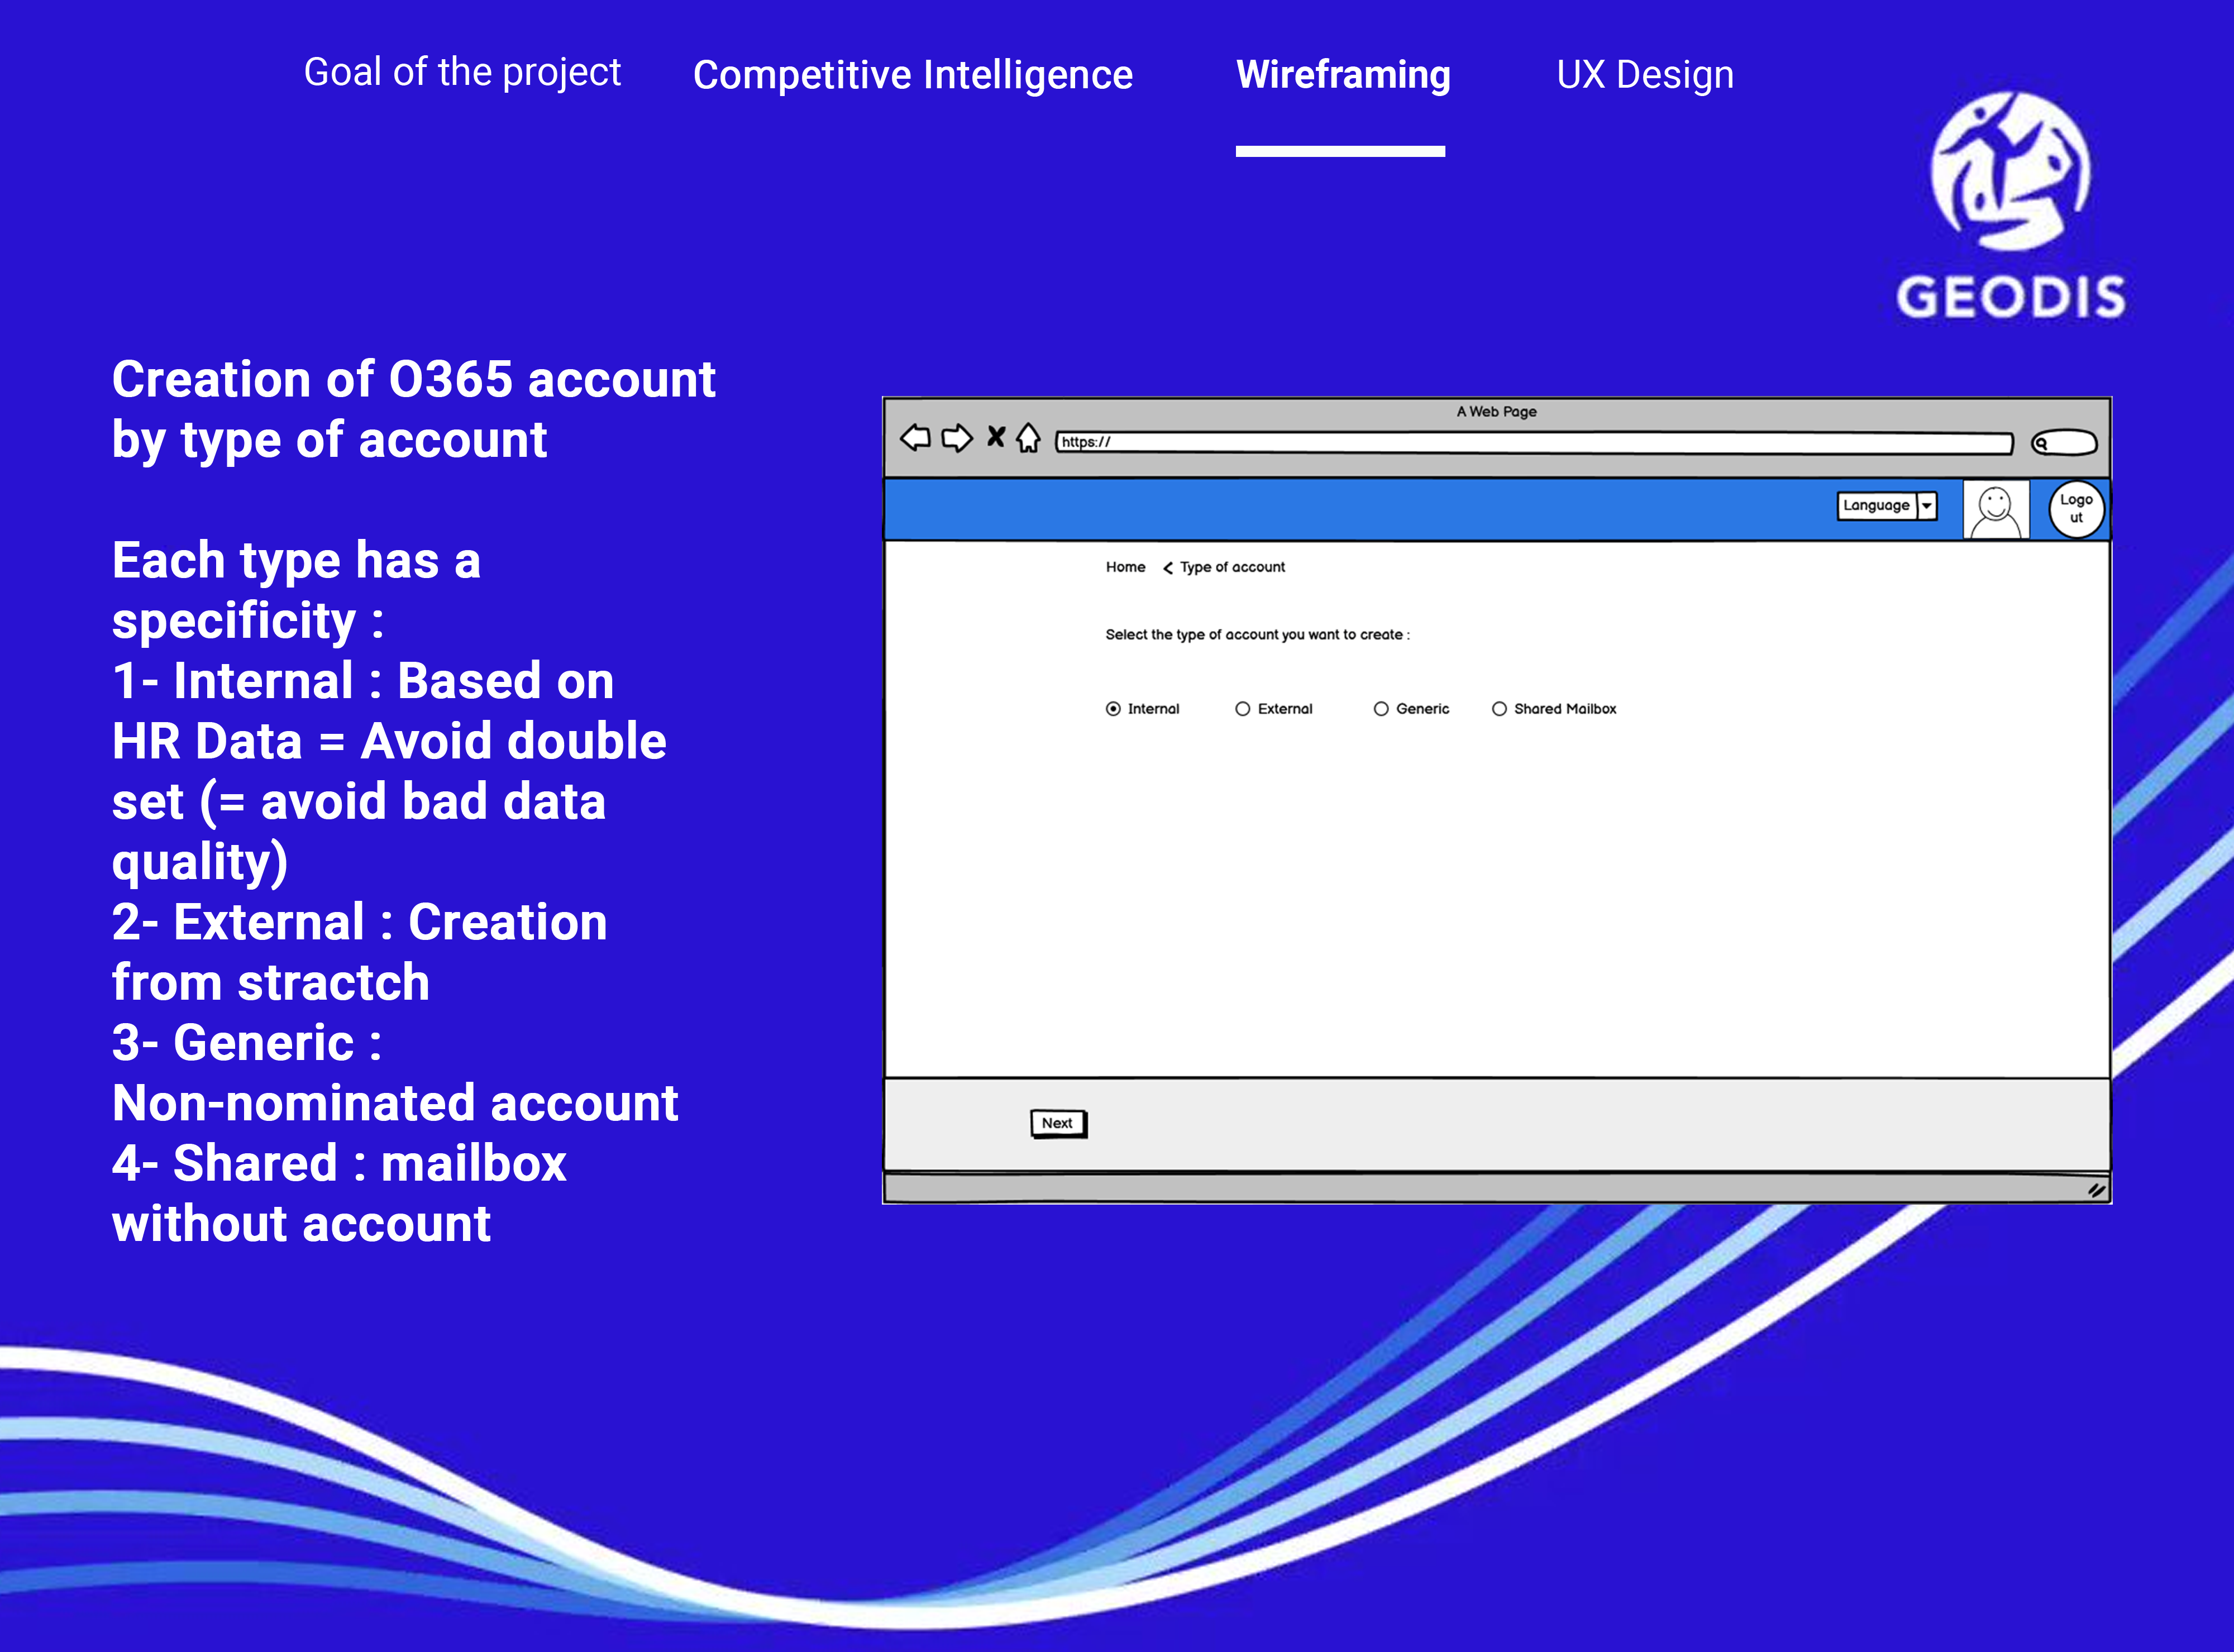 Goal of the project
Competitive Intelligence
Wireframing
UX Design
GEODIS
Creation of O365 account
by type of account
Each type has a
specificity :
1- Internal : Based on
HR Data = Avoid double
set (= avoid bad data
quality)
2- External : Creation
from stractch
3- Generic :
Non-nominated account
4- Shared : mailbox
without account
A Web Page
https://
Language
Logo
ut
Home < Type of account
Select the type of account you want to create :
Internal
External
Generic
Shared Mailbox
Next